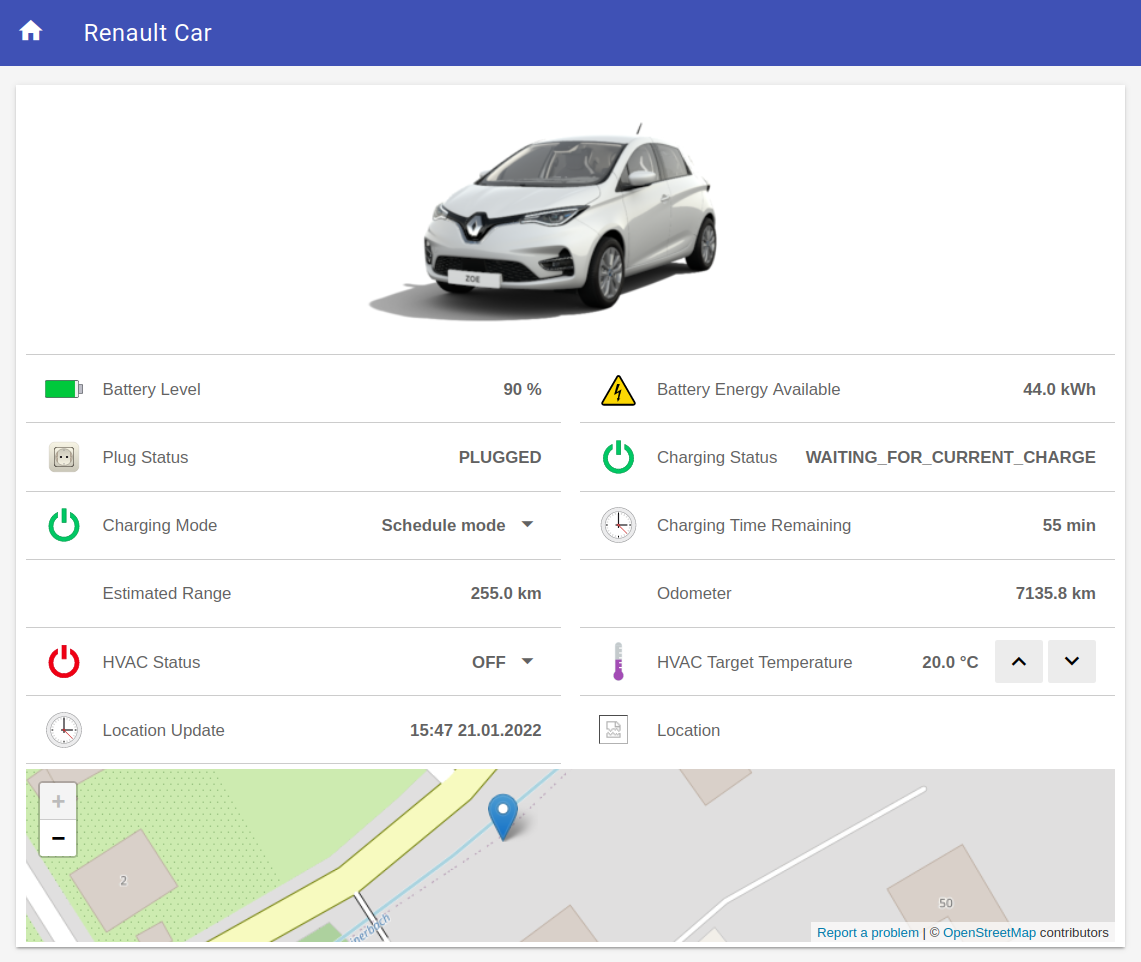 Renault Car
ZOE
Battery Level 90 %
Battery Energy Available 44.0 kWh
Plug Status PLUGGED
Charging Status WAITING_FOR_CURRENT_CHARGE
Charging Mode Schedule mode
Charging Time Remaining 55 min
Estimated Range 255.0 km
Odometer 7135.8 km
HVAC Status OFF
HVAC Target Temperature 20.0 °C
Location Update 15:47 21.01.2022
Location
+
−
2
50
Report a problem | © OpenStreetMap contributors